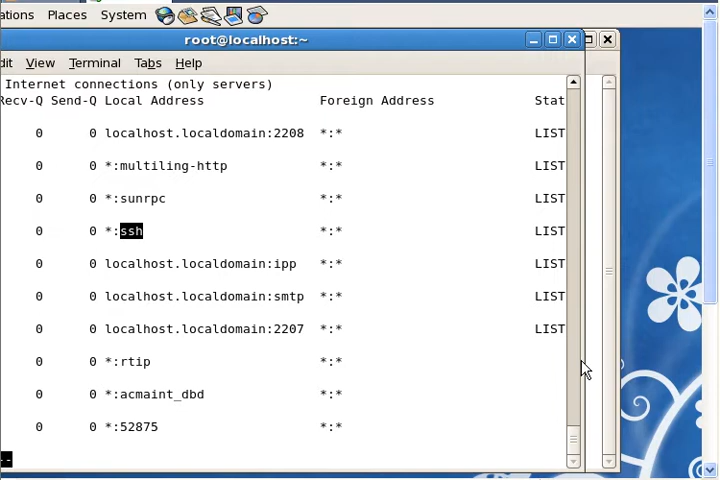 ations Places System
root@localhost:~
dit View Terminal Tabs Help
Internet connections (only servers)
Recv-Q Send-Q Local Address Foreign Address Stat
0 0 localhost.localdomain:2208 *:* LIST
0 0 *:multiling-http *:* LIST
0 0 *:sunrpc *:* LIST
0 0 *:ssh *:* LIST
0 0 localhost.localdomain:ipp *:* LIST
0 0 localhost.localdomain:smtp *:* LIST
0 0 localhost.localdomain:2207 *:* LIST
0 0 *:rtip *:*
0 0 *:acmaint_dbd *:*
0 0 *:52875 *:*
--